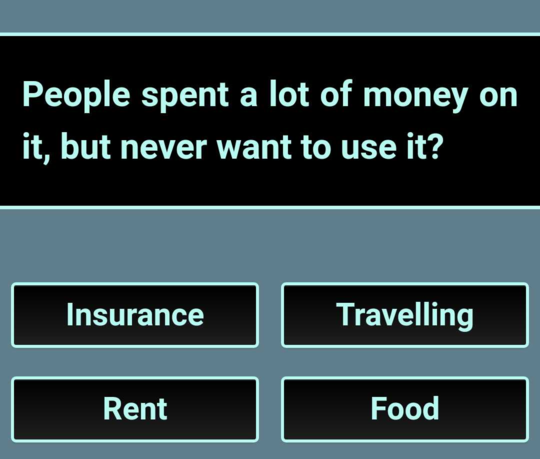 People spent a lot of money on
it, but never want to use it?
Insurance
Travelling
Rent
Food